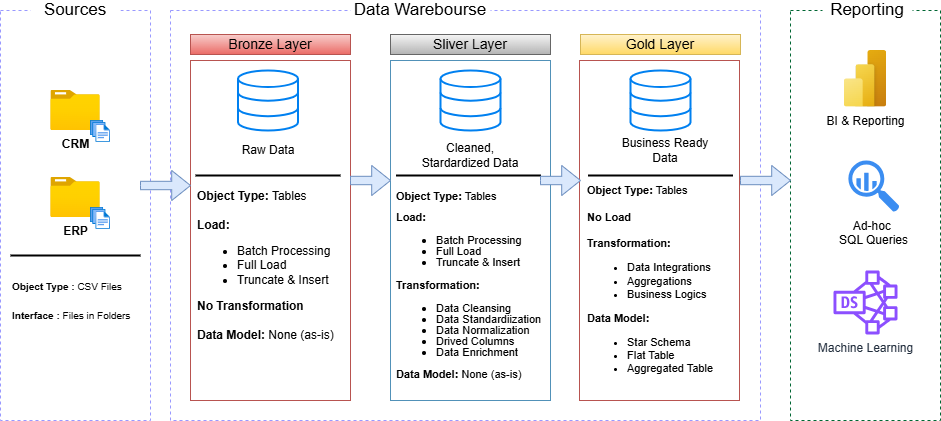 Sources
CRM
ERP
Object Type : CSV Files
Interface : Files in Folders
Data Warebourse
Bronze Layer
Raw Data
Object Type: Tables
Load:
Batch Processing
Full Load
Truncate & Insert
No Transformation
Data Model: None (as-is)
Sliver Layer
Cleaned,
Stardardized Data
Object Type: Tables
Load:
Batch Processing
Full Load
Truncate & Insert
Transformation:
Data Cleansing
Data Standardiization
Data Normalization
Drived Columns
Data Enrichment
Data Model: None (as-is)
Gold Layer
Business Ready
Data
Object Type: Tables
No Load
Transformation:
Data Integrations
Aggregations
Business Logics
Data Model:
Star Schema
Flat Table
Aggregated Table
Reporting
BI & Reporting
Ad-hoc
SQL Queries
DS
Machine Learning